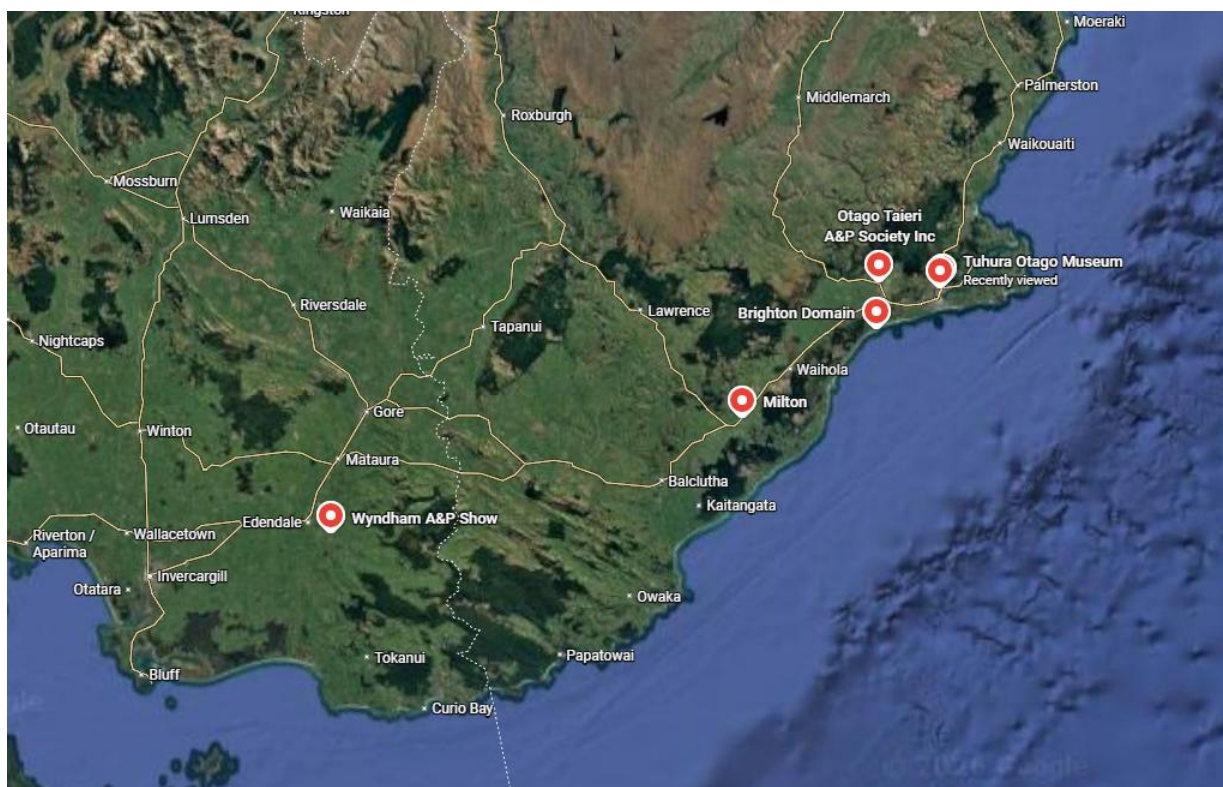 Kingston
Moeraki
Palmerston
Middlemarch
Roxburgh
Waikouaiti
Mossburn
Lumsden
Waikaia
Otago Taieri
A&P Society Inc
Tuhura Otago Museum
Recently viewed
Riversdale
Lawrence
Brighton Domain
Tapanui
Nightcaps
Waihola
Milton
Gore
Otautau
Winton
Mataura
Balclutha
Kaitangata
Wyndham A&P Show
Edendale
Riverton /
Aparima
Wallacetown
Invercargill
Otatara
Owaka
Tokanui
Papatowai
Bluff
Curio Bay
Google